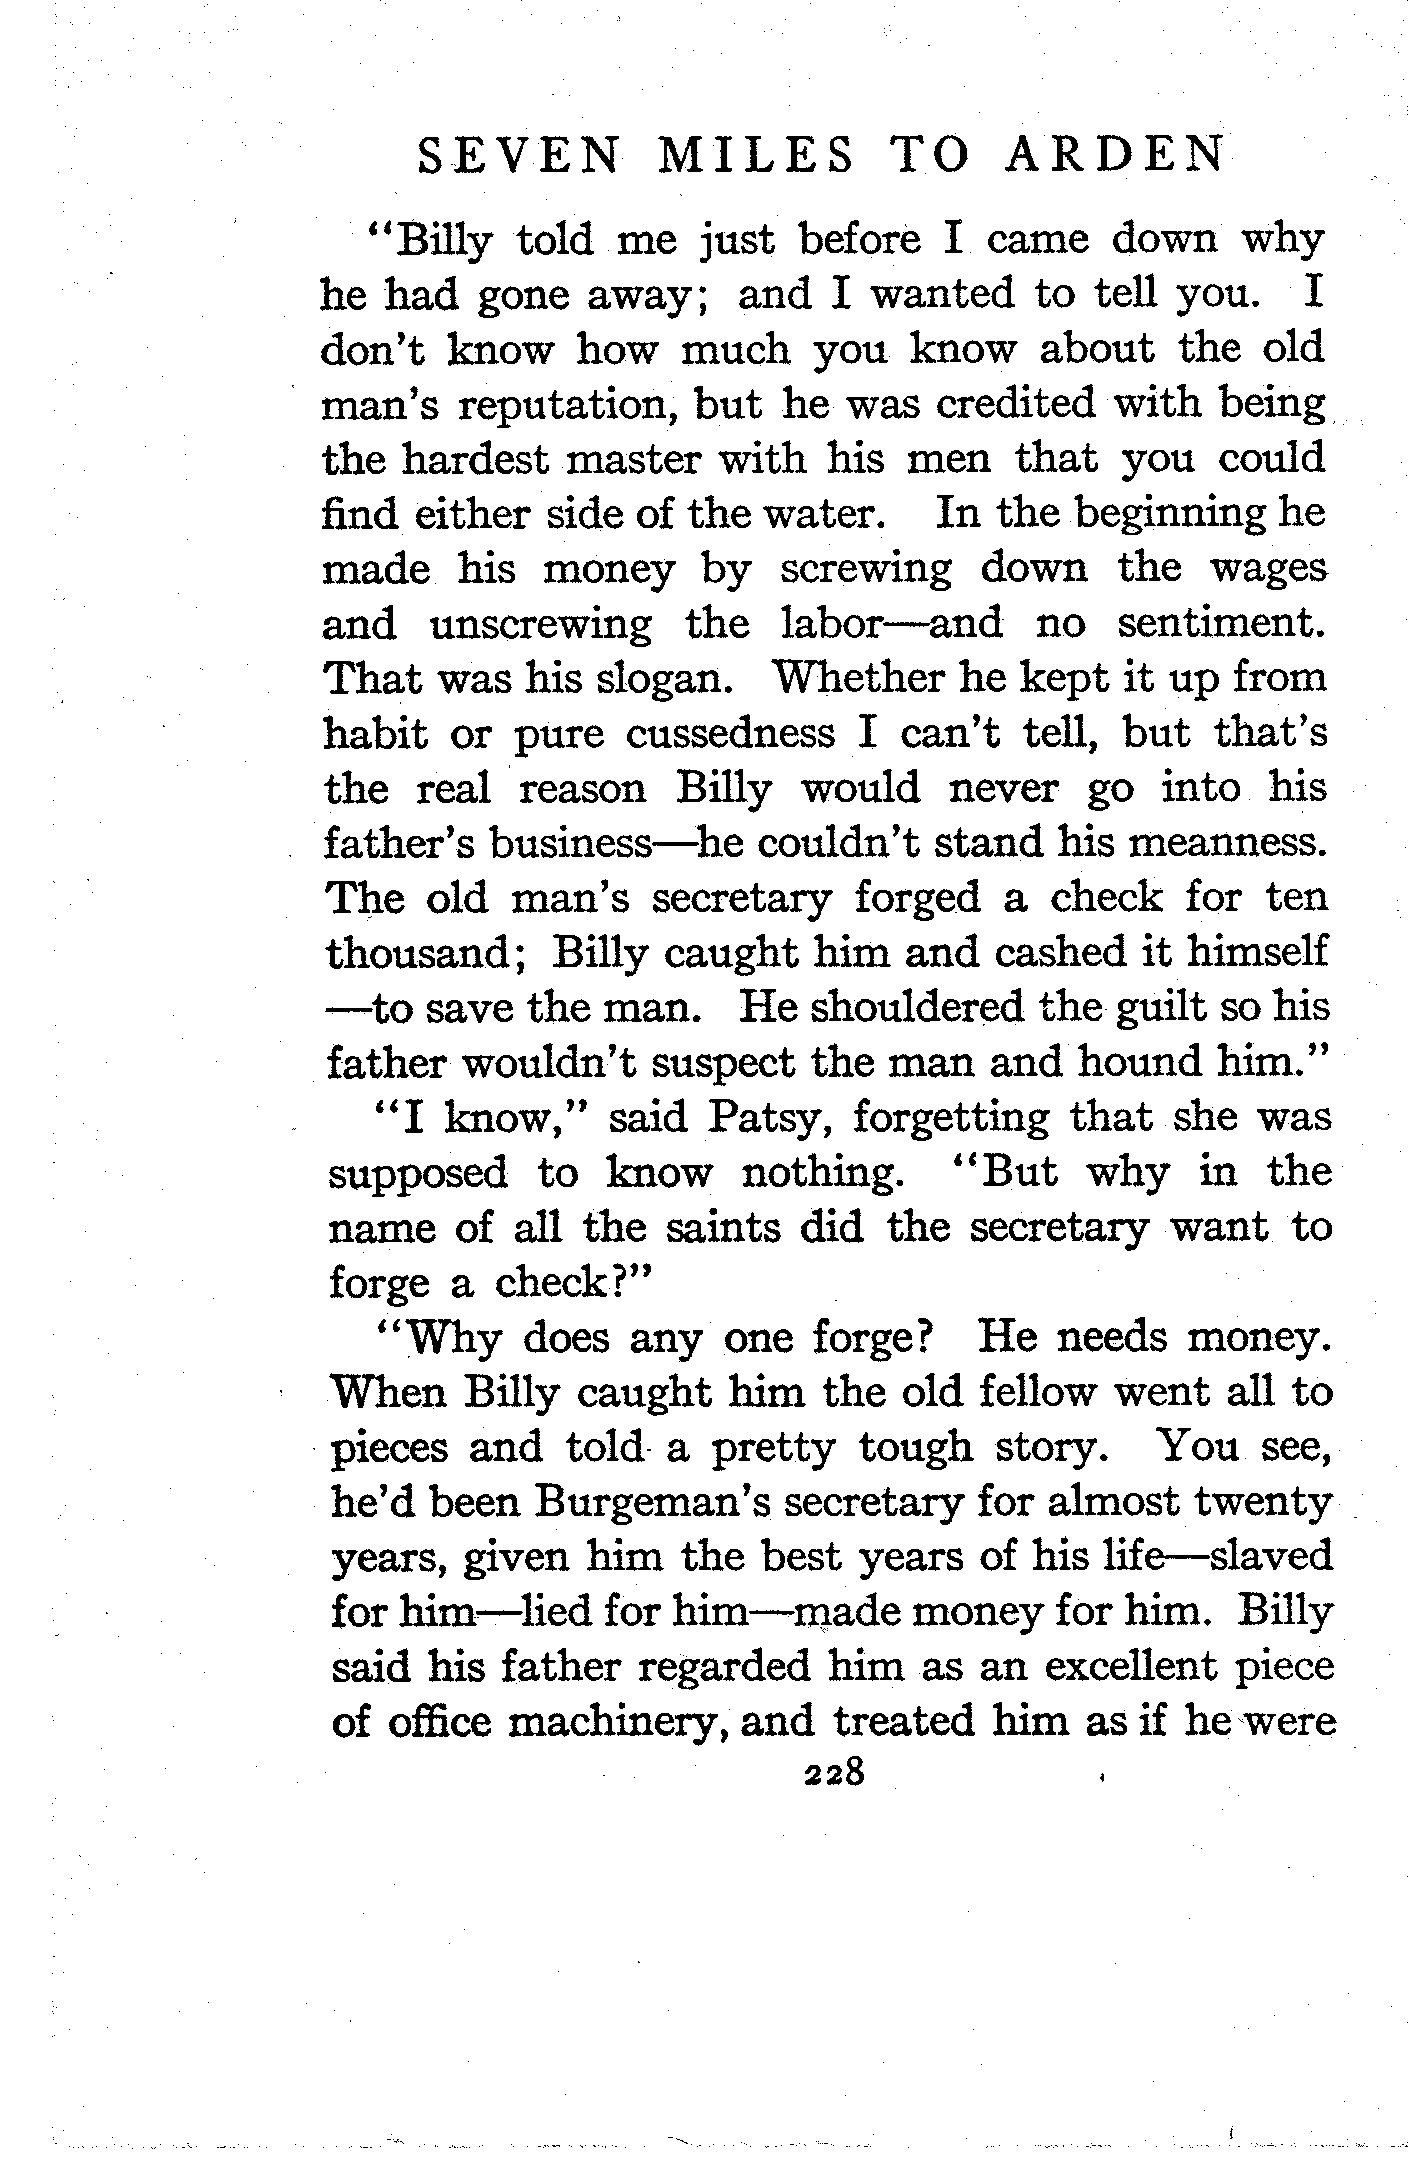 SEVEN MILES TO ARDEN
“Billy told me just before I came down why
he had gone away; and I wanted to tell you. I
don’t know how much you know about the old
man’s reputation, but he was credited with being
the hardest master with his men that you could
find either side of the water. In the beginning he
made his money by screwing down the wages
and unscrewing the labor—and no sentiment.
That was his slogan. Whether he kept it up from
habit or pure cussedness I can’t tell, but that’s
the real reason Billy would never go into his
father’s business—he couldn’t stand his meanness.
The old man’s secretary forged a check for ten
thousand; Billy caught him and cashed it himself
—to save the man. He shouldered the guilt so his
father wouldn’t suspect the man and hound him.”
“I know,” said Patsy, forgetting that she was
supposed to know nothing. “But why in the
name of all the saints did the secretary want to
forge a check?”
“Why does any one forge? He needs money.
When Billy caught him the old fellow went all to
pieces and told a pretty tough story. You see,
he’d been Burgeman’s secretary for almost twenty
years, given him the best years of his life—slaved
for him—lied for him—made money for him. Billy
said his father regarded him as an excellent piece
of office machinery, and treated him as if he were
228